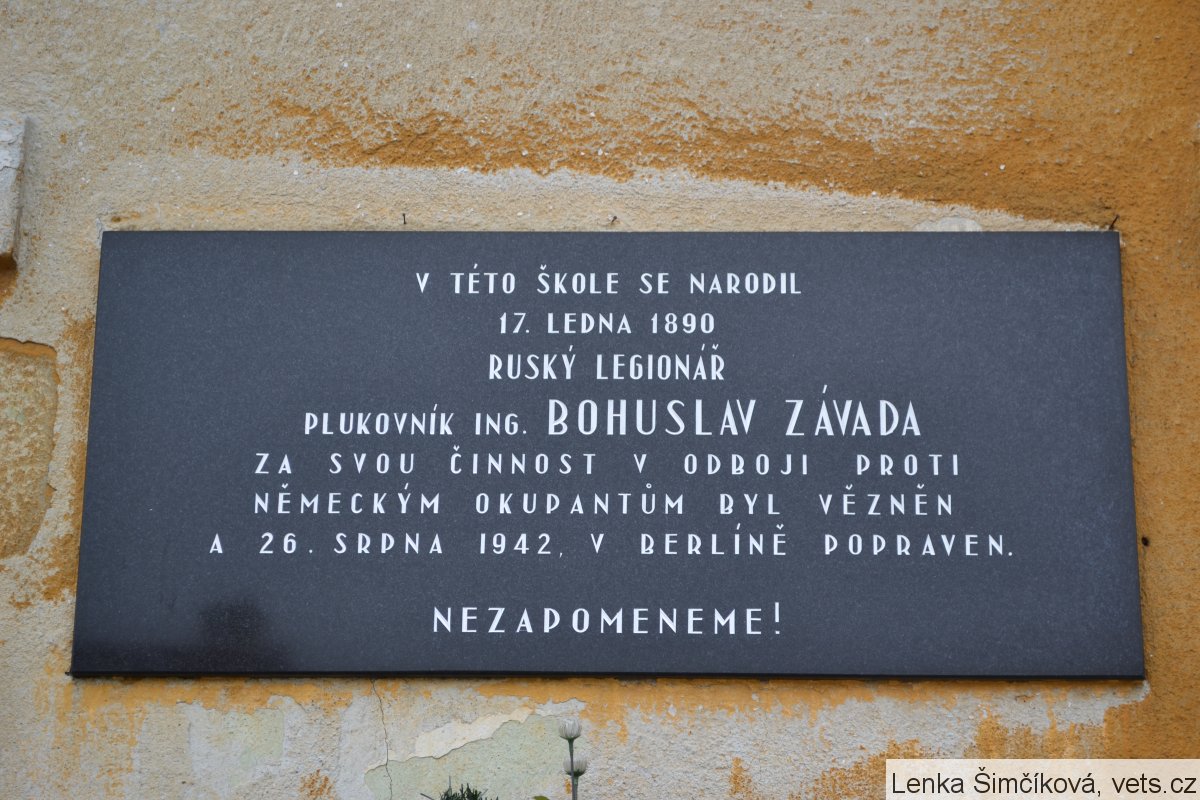 V TÉTO ŠKOLE SE NARODIL
17. LEDNA 1890
RUSKÝ LEGIONÁŘ
PLUKOVNÍK ING. BOHUSLAV ZÁVADA
ZA SVOU ČINNOST V ODBOJI PROTI
NĚMECKÝM OKUPANTŮM BYL VĚZNĚN
A 26. SRPNA 1942, V BERLÍNĚ POPRAVEN.
NEZAPOMENEME!
Lenka Šimčíková, vets.cz